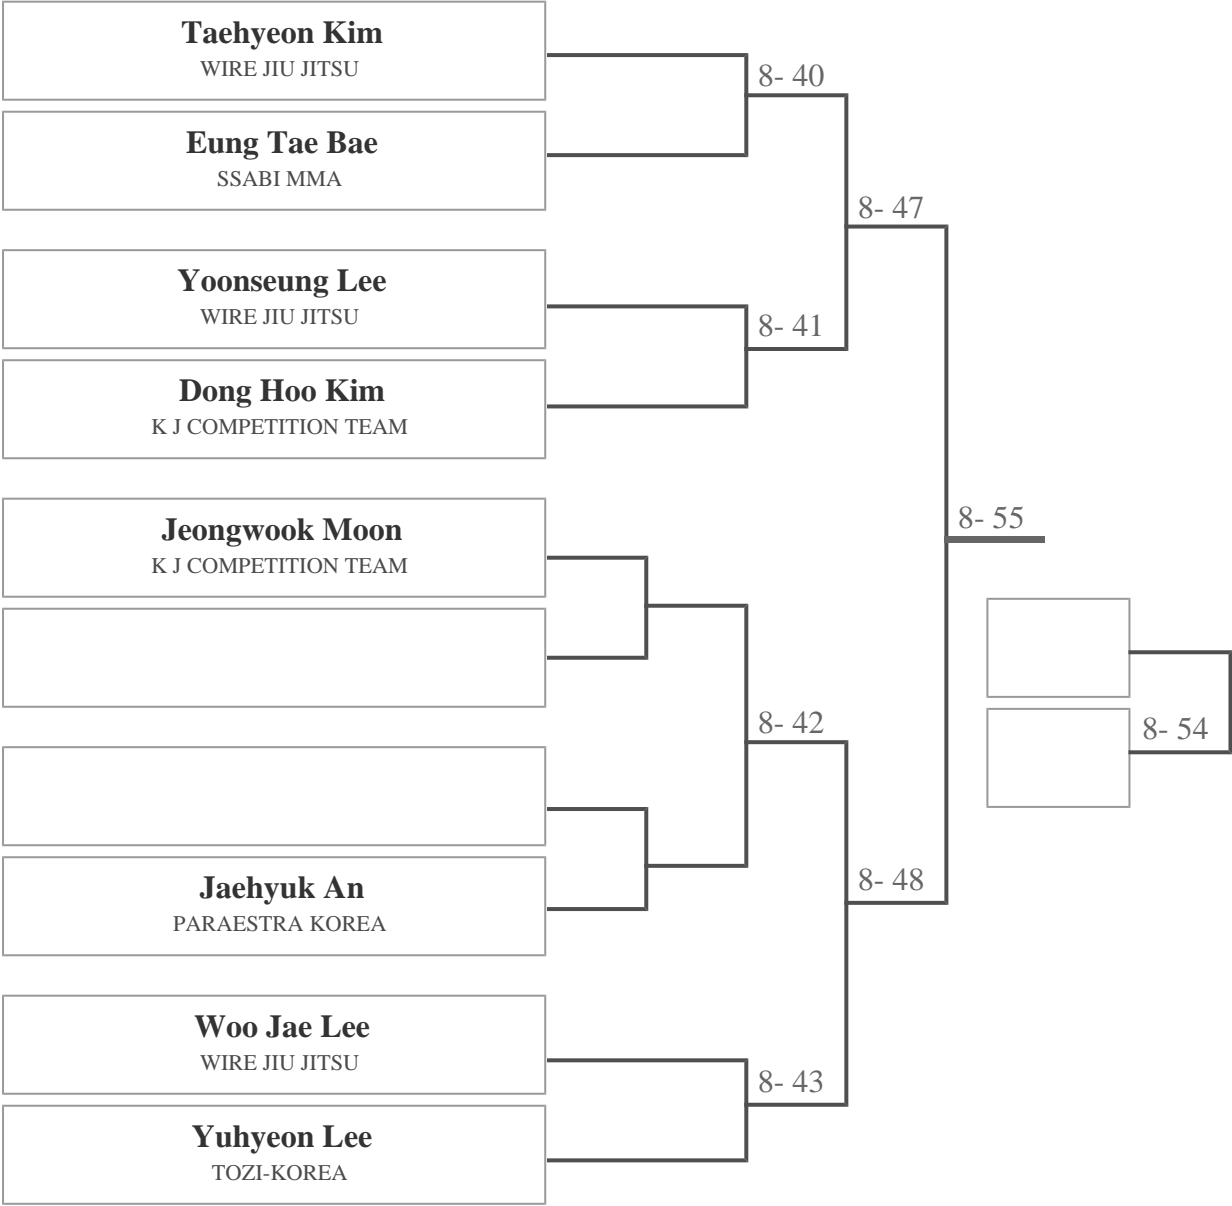 Taehyeon Kim
WIRE JIU JITSU
8- 40
Eung Tae Bae
SSABI MMA
8- 47
Yoonseung Lee
WIRE JIU JITSU
8- 41
Dong Hoo Kim
K J COMPETITION TEAM
Jeongwook Moon
K J COMPETITION TEAM
8- 55
8- 42
8- 54
Jaehyuk An
PARAESTRA KOREA
8- 48
Woo Jae Lee
WIRE JIU JITSU
8- 43
Yuhyeon Lee
TOZI-KOREA